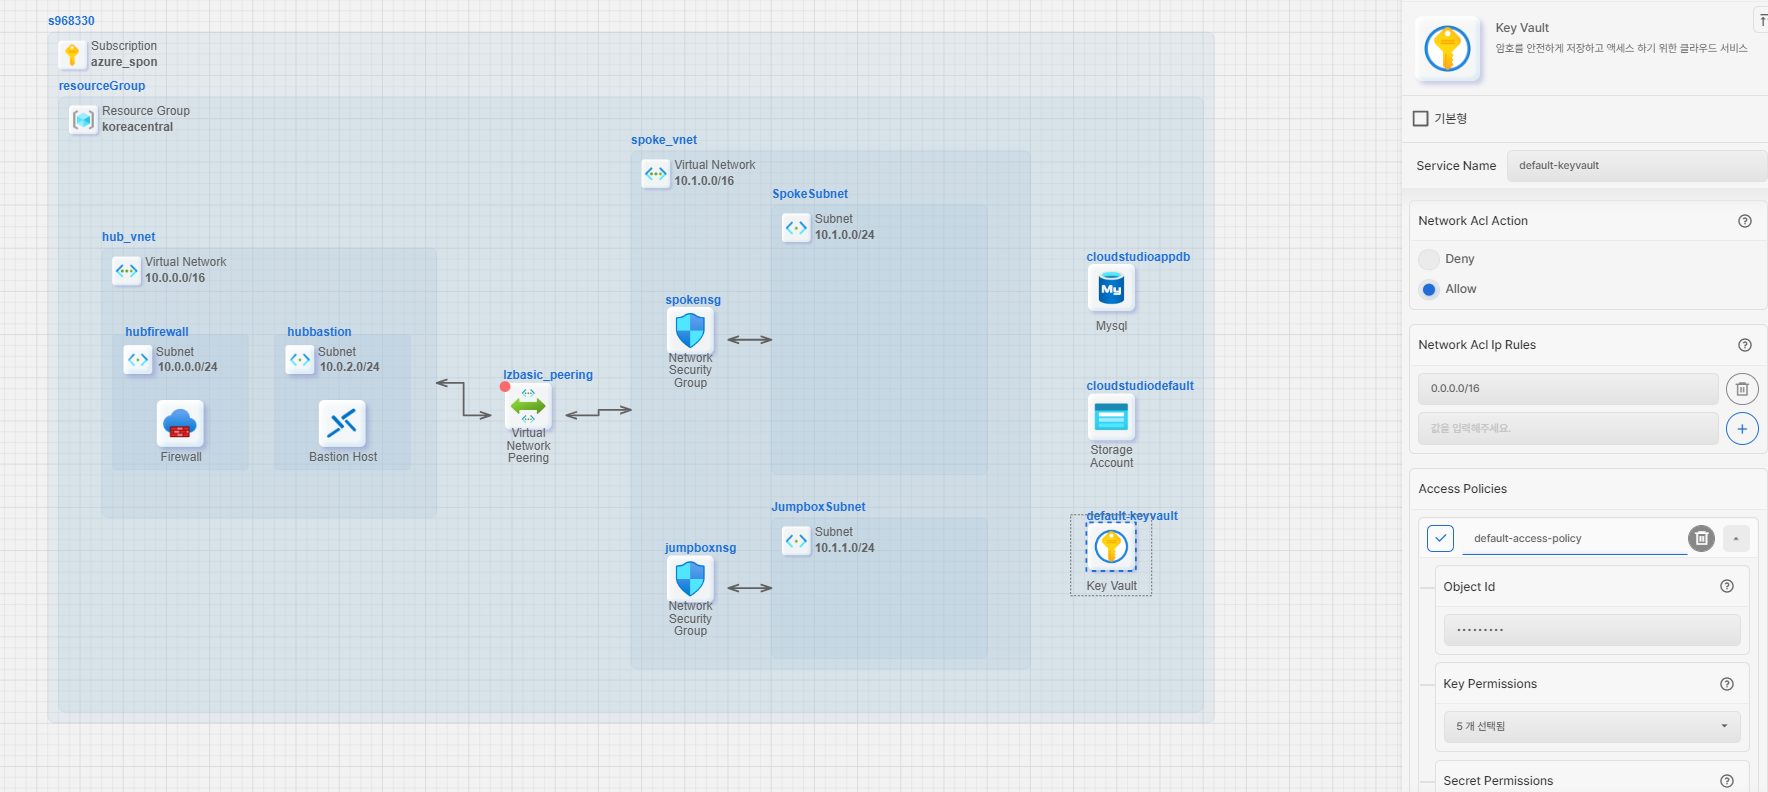 s968330
Subscription
azure_spon
resourceGroup
Resource Group
koreacentral
hub_vnet
Virtual Network
10.0.0.0/16
hubfirewall
Subnet
10.0.0.0/24
Firewall
hubbastion
Subnet
10.0.2.0/24
Bastion Host
lzbasic_peering
Virtual
Network
Peering
spoke_vnet
Virtual Network
10.1.0.0/16
SpokeSubnet
Subnet
10.1.0.0/24
spokensg
Network
Security
Group
JumpboxSubnet
Subnet
10.1.1.0/24
jumpboxnsg
Network
Security
Group
cloudstudioappdb
My
Mysql
cloudstudiodefault
Storage
Account
default-keyvault
Key Vault
Key Vault
암호를 안전하게 저장하고 액세스 하기 위한 클라우드 서비스
기본형
Service Name
default-keyvault
Network Acl Action
Deny
Allow
Network Acl Ip Rules
0.0.0.0/16
값을 입력해주세요.
Access Policies
default-access-policy
Object Id
•••••••••
Key Permissions
5 개 선택됨
Secret Permissions